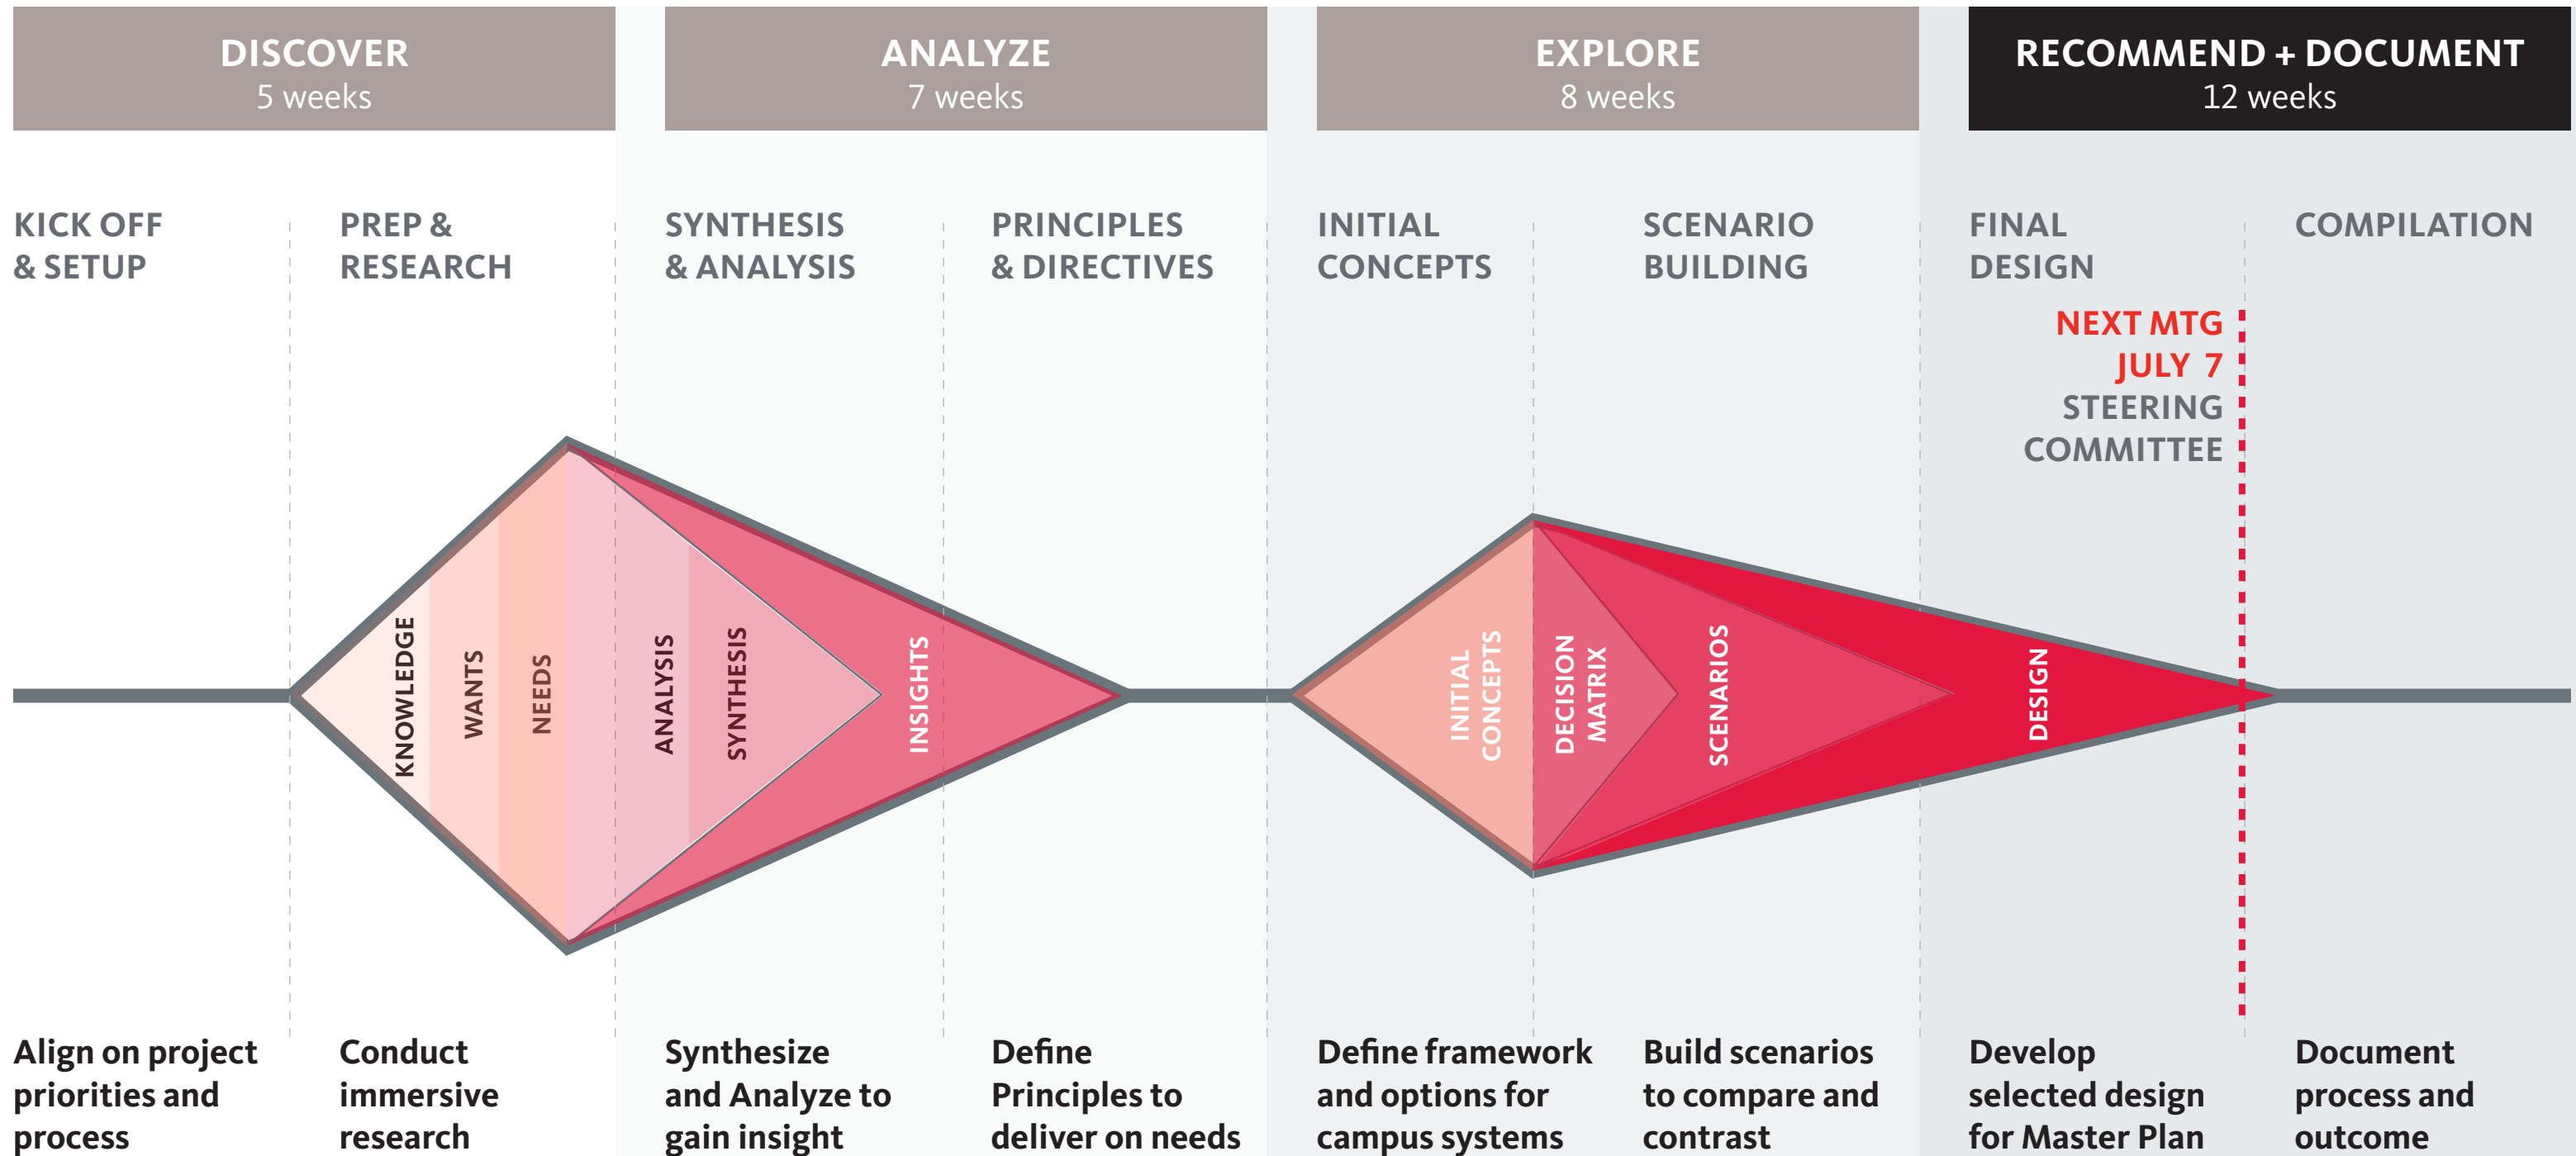 DISCOVER
5 weeks
ANALYZE
7 weeks
EXPLORE
8 weeks
RECOMMEND + DOCUMENT
12 weeks
KICK OFF
& SETUP
PREP &
RESEARCH
SYNTHESIS
& ANALYSIS
PRINCIPLES
& DIRECTIVES
INITIAL
CONCEPTS
SCENARIO
BUILDING
FINAL
DESIGN
COMPILATION
NEXT MTG
JULY 7
STEERING
COMMITTEE
KNOWLEDGE
WANTS
NEEDS
ANALYSIS
SYNTHESIS
INSIGHTS
INITIAL
CONCEPTS
DECISION
MATRIX
SCENARIOS
DESIGN
Align on project
priorities and
process
Conduct
immersive
research
Synthesize
and Analyze to
gain insight
Define
Principles to
deliver on needs
Define framework
and options for
campus systems
Build scenarios
to compare and
contrast
Develop
selected design
for Master Plan
Document
process and
outcome